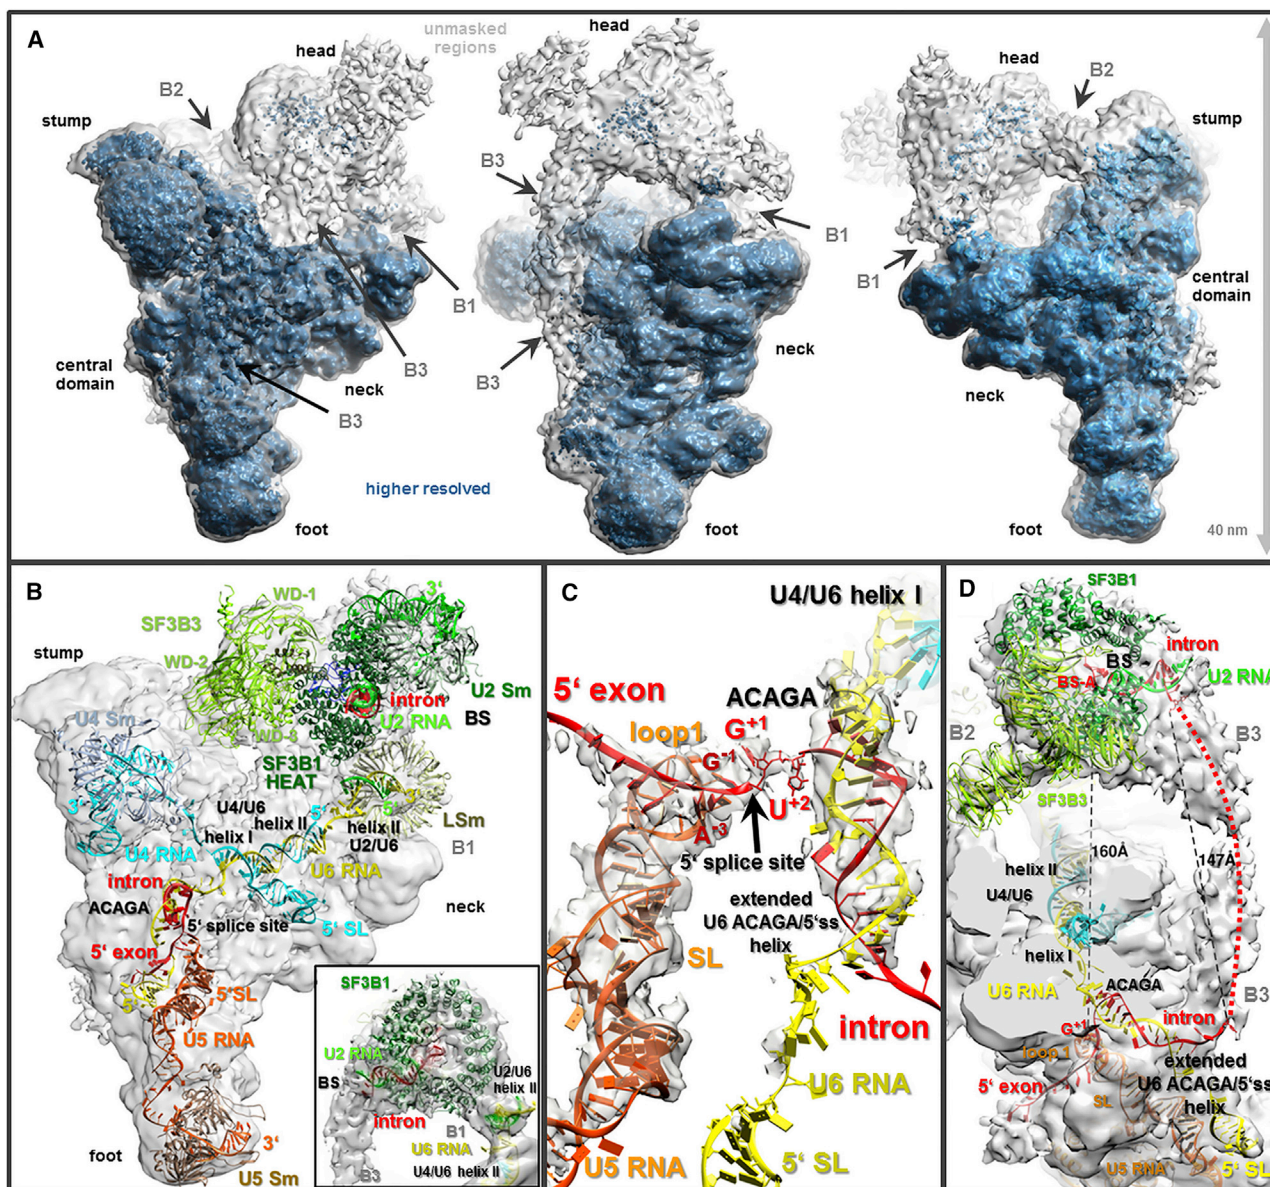 A
unmasked
regions
head
B2
stump
B1
B3
central
domain
neck
B3
higher resolved
foot
head
B3
B1
B3
neck
foot
head
B2
stump
B1
central
domain
neck
foot
40 nm
B
WD-1
3‘
SF3B3
stump
WD-2
U4 Sm
intron
U2 Sm
U2 RNA
BS
WD-3
SF3B1
HEAT
3‘
U4/U6
helix II
5‘
5‘
3‘
helix I
helix II
U2/U6
LSm
B1
U4 RNA
U6 RNA
intron
ACAGA
5‘ splice site
5‘ SL
neck
5‘ exon
5‘
5‘SL
U5 RNA
foot
3‘
U5 Sm
SF3B1
U2 RNA
BS
U2/U6
helix II
intron
B1
U6 RNA
B3
U4/U6 helix II
C
U4/U6 helix I
5‘ exon
ACAGA
loop1
G+1
G-1
U+2
A-3
5‘ splice site
extended
U6 ACAGA/5‘ss
helix
SL
intron
U6 RNA
U5 RNA
5‘ SL
D
SF3B1
intron
BS
BS-A
U2 RNA
B2
B3
SF3B3
160Å
147Å
helix II
U4/U6
helix I
U6 RNA
ACAGA
B3
intron
G+1
loop 1
extended
5‘ exon
U6 ACAGA/5‘ss
SL
helix
U5 RNA
5‘ SL